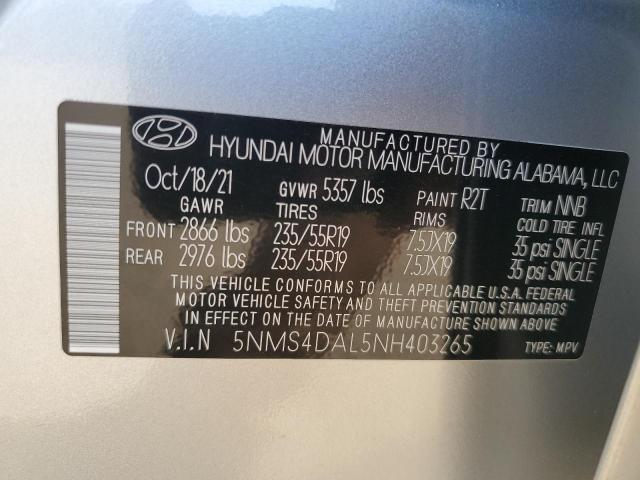 MANUFACTURED BY
HYUNDAI MOTOR MANUFACTURING ALABAMA, LLC
Oct/18/21 GVWR 5357 lbs PAINT R2T TRIM NNB
GAWR TIRES RIMS COLD TIRE INFL
FRONT 2866 lbs 235/55R19 7.5JX19 35 psi SINGLE
REAR 2976 lbs 235/55R19 7.5JX19 35 psi SINGLE
THIS VEHICLE CONFORMS TO ALL APPLICABLE U.S.A. FEDERAL
MOTOR VEHICLE SAFETY AND THEFT PREVENTION STANDARDS
IN EFFECT ON THE DATE OF MANUFACTURE SHOWN ABOVE
V.I.N 5NMS4DAL5NH403265 TYPE: MPV